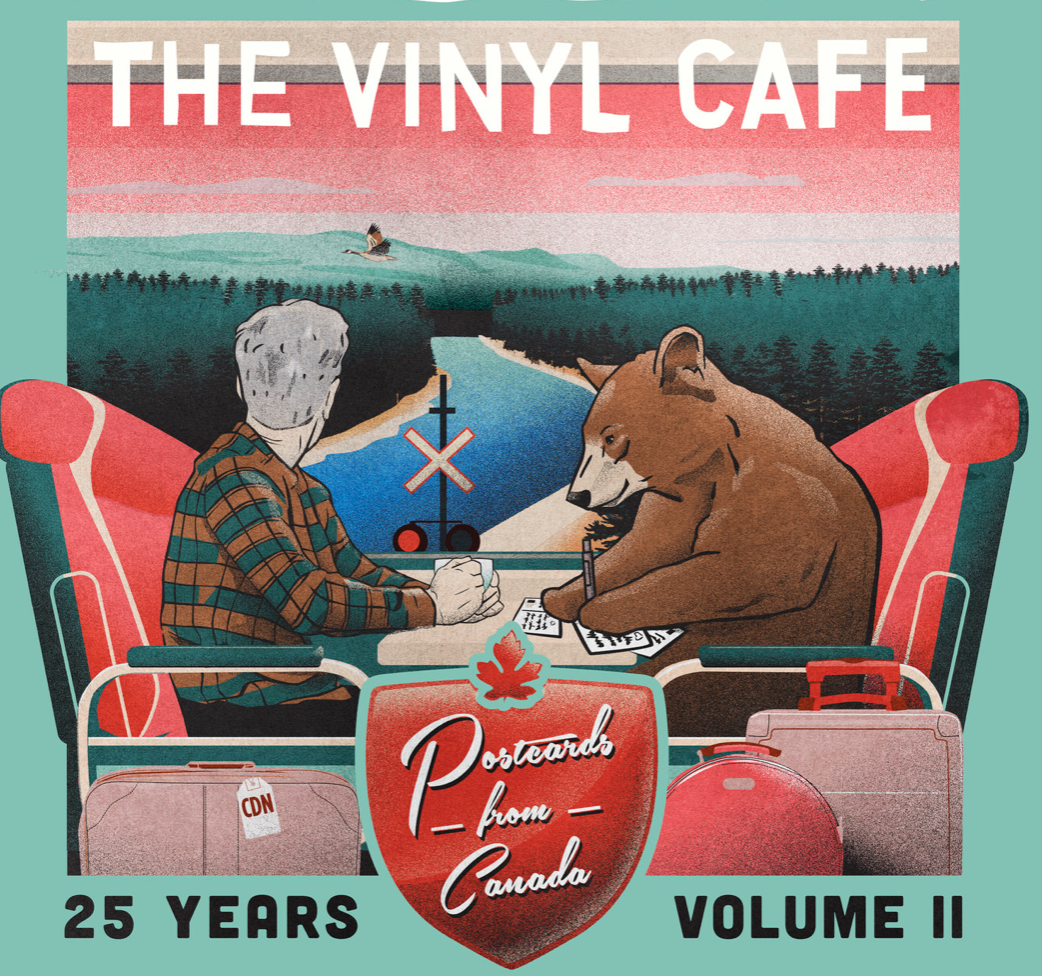 THE VINYL CAFE
CDN
Postcards
from
Canada
25 YEARS
VOLUME II